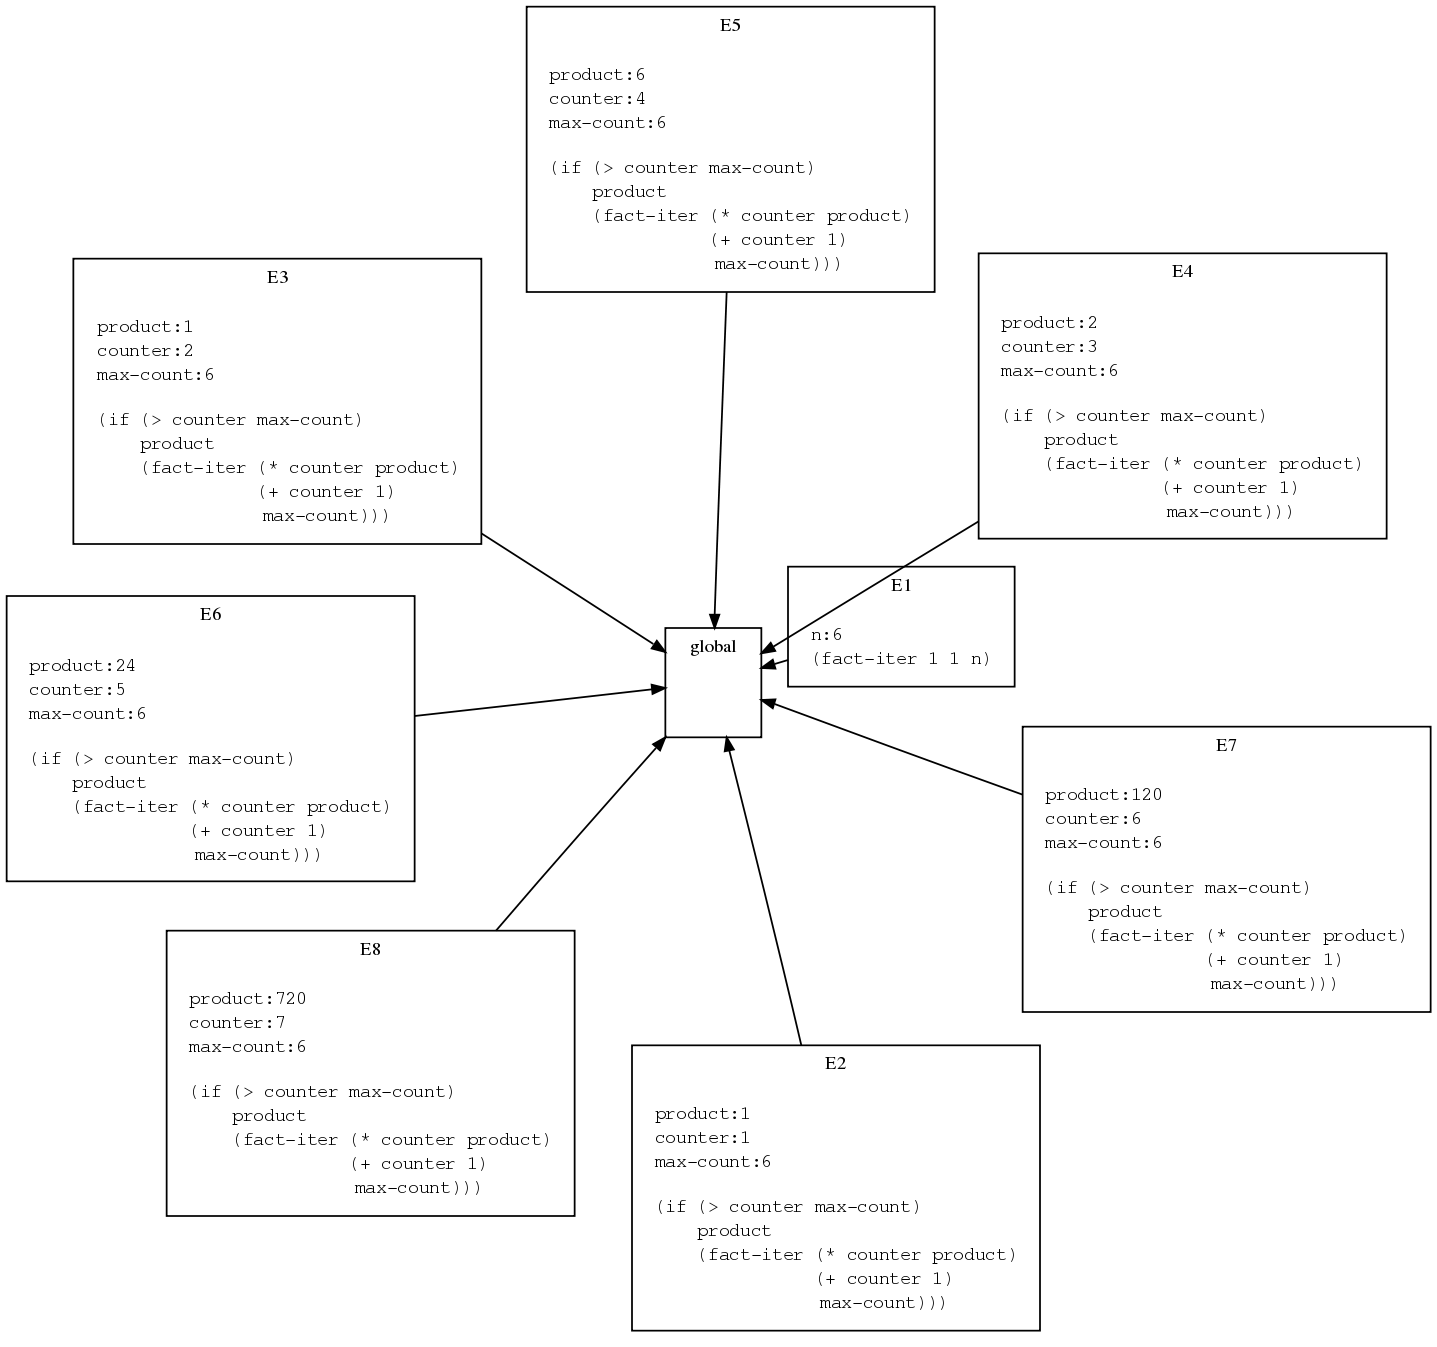 E5
product:6
counter:4
max-count:6
(if (> counter max-count)
product
(fact-iter (* counter product)
(+ counter 1)
max-count)))
E3
product:1
counter:2
max-count:6
(if (> counter max-count)
product
(fact-iter (* counter product)
(+ counter 1)
max-count)))
E4
product:2
counter:3
max-count:6
(if (> counter max-count)
product
(fact-iter (* counter product)
(+ counter 1)
max-count)))
E1
n:6
(fact-iter 1 1 n)
global
E6
product:24
counter:5
max-count:6
(if (> counter max-count)
product
(fact-iter (* counter product)
(+ counter 1)
max-count)))
E7
product:120
counter:6
max-count:6
(if (> counter max-count)
product
(fact-iter (* counter product)
(+ counter 1)
max-count)))
E8
product:720
counter:7
max-count:6
(if (> counter max-count)
product
(fact-iter (* counter product)
(+ counter 1)
max-count)))
E2
product:1
counter:1
max-count:6
(if (> counter max-count)
product
(fact-iter (* counter product)
(+ counter 1)
max-count)))